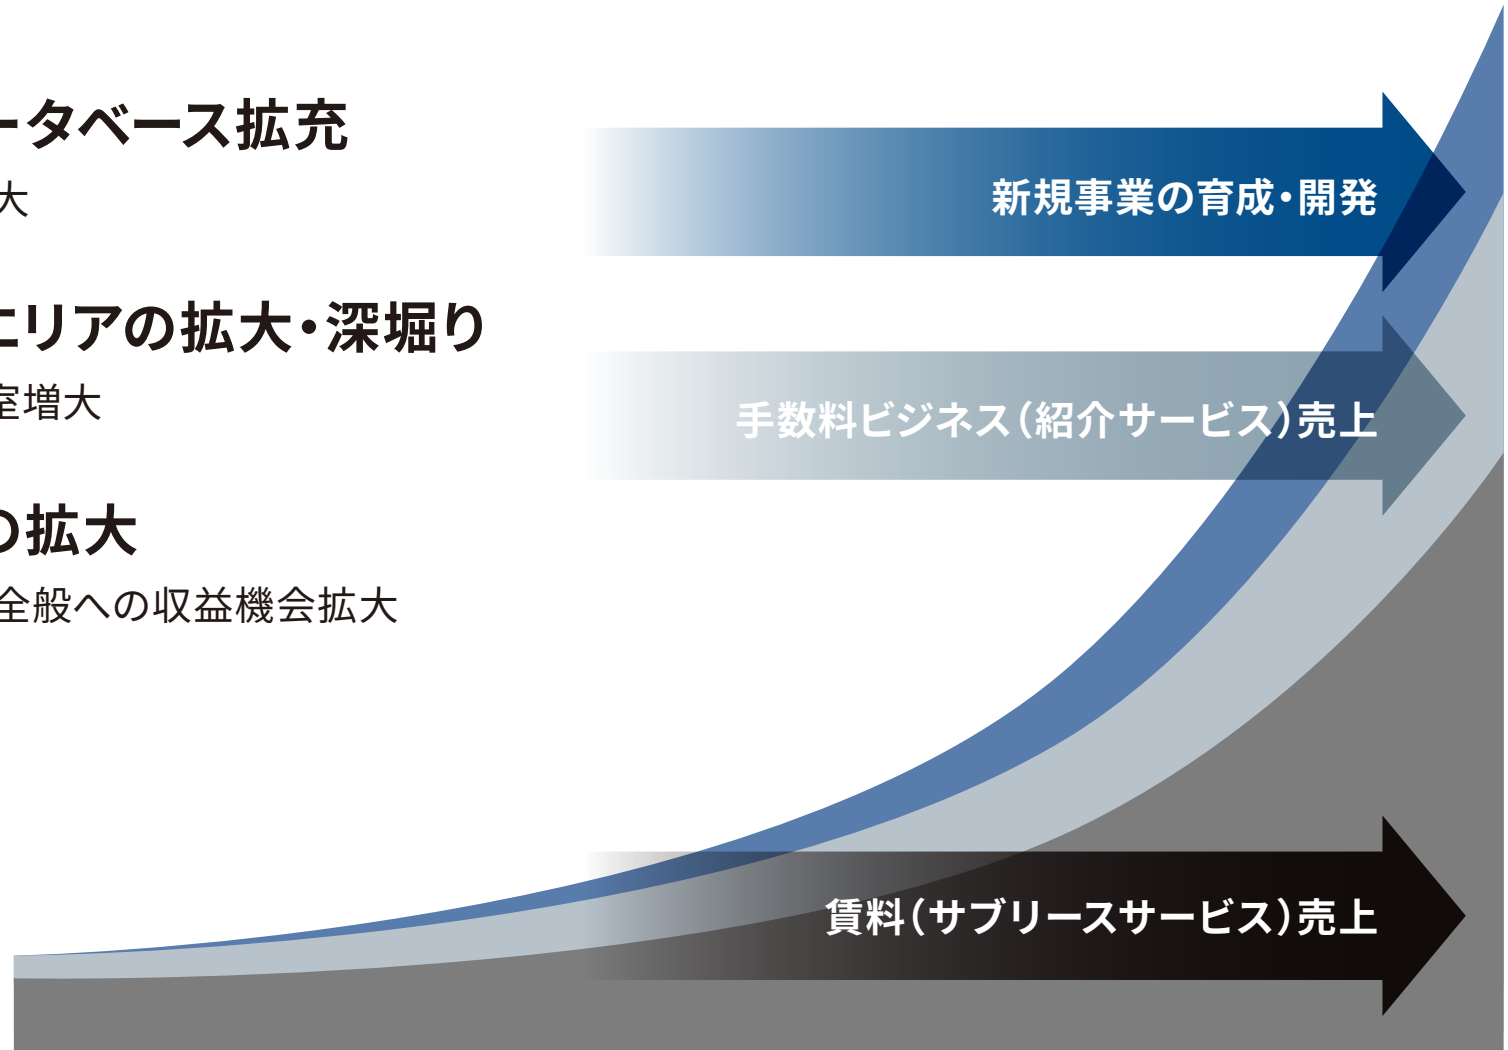 ータベース拡充
大
エリアの拡大・深堀り
室増大
の拡大
全般への収益機会拡大
新規事業の育成・開発
手数料ビジネス（紹介サービス）売上
賃料（サブリースサービス）売上